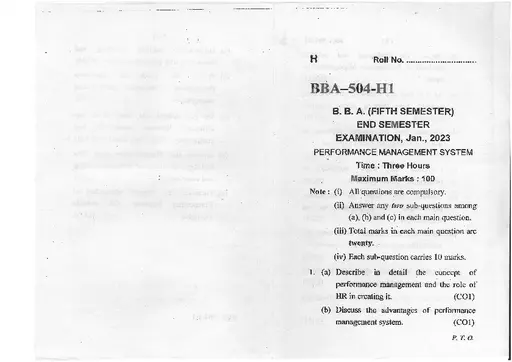 H Roll No. ................................
BBA–504–H1
B. B. A. (FIFTH SEMESTER)
END SEMESTER
EXAMINATION, Jan., 2023
PERFORMANCE MANAGEMENT SYSTEM
Time : Three Hours
Maximum Marks : 100
Note : (i) All questions are compulsory.
(ii) Answer any two sub-questions among
(a), (b) and (c) in each main question.
(iii) Total marks in each main question are
twenty.
(iv) Each sub-question carries 10 marks.
1. (a) Describe in detail the concept of
performance management and the role of
HR in creating it. (CO1)
(b) Discuss the advantages of performance
management system. (CO1)
P. T. O.